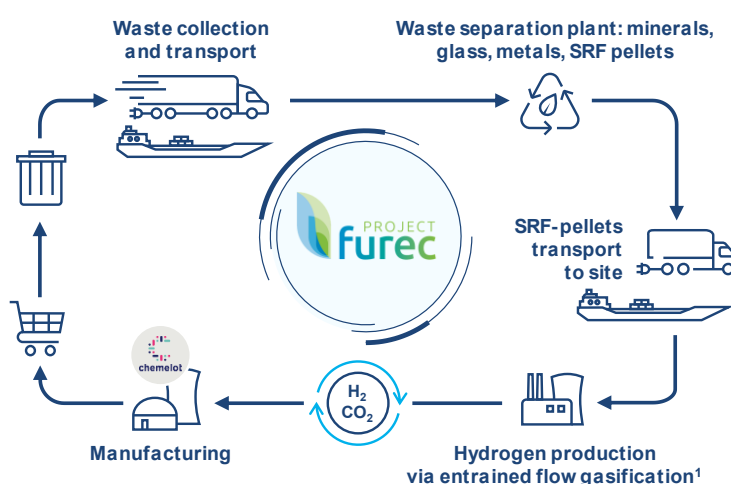 Waste collection
and transport
Waste separation plant: minerals,
glass, metals, SRF pellets
PROJECT
furec
SRF-pellets
transport
to site
chemelot
H₂
CO₂
Manufacturing
Hydrogen production
via entrained flow gasification¹